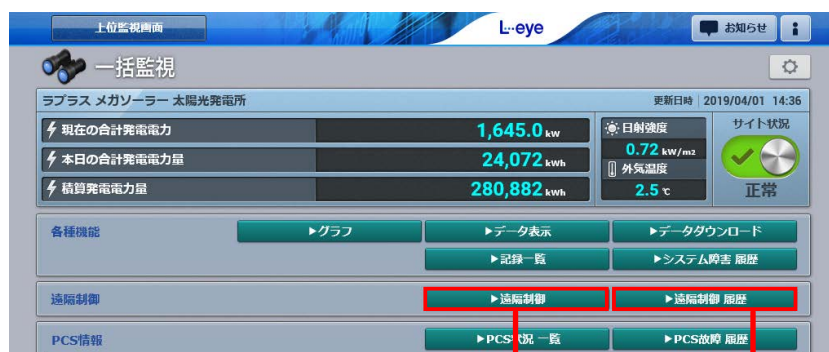 上位監視画面 L・eye お知らせ
一括監視
ラプラス メガソーラー 太陽光発電所 更新日時 2019/04/01 14:36
現在の合計発電電力 1,645.0 kw 日射強度 サイト状況
0.72 kw/m2
本日の合計発電電力量 24,072 kwh 外気温度
積算発電電力量 280,882 kwh 2.5 ℃ 正常
各種機能 ▶グラフ ▶データ表示 ▶データダウンロード
▶記録一覧 ▶システム障害 履歴
遠隔制御 ▶遠隔制御 ▶遠隔制御 履歴
PCS情報 ▶PCS状況 一覧 ▶PCS故障 履歴